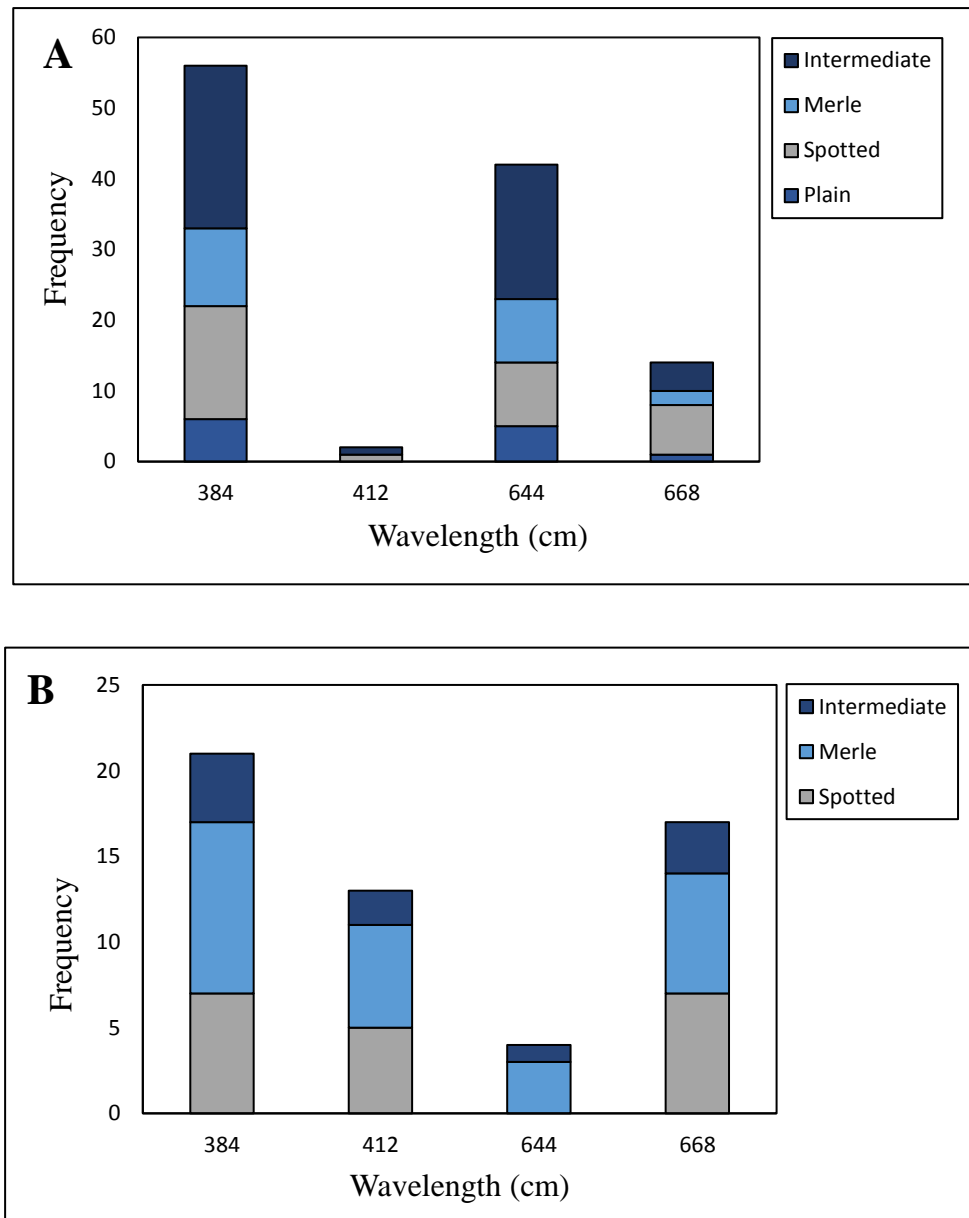 A
60
50
40
30
20
10
0
Frequency
384 412 644 668
Wavelength (cm)
Intermediate
Merle
Spotted
Plain
B
25
20
15
10
5
0
Frequency
384 412 644 668
Wavelength (cm)
Intermediate
Merle
Spotted